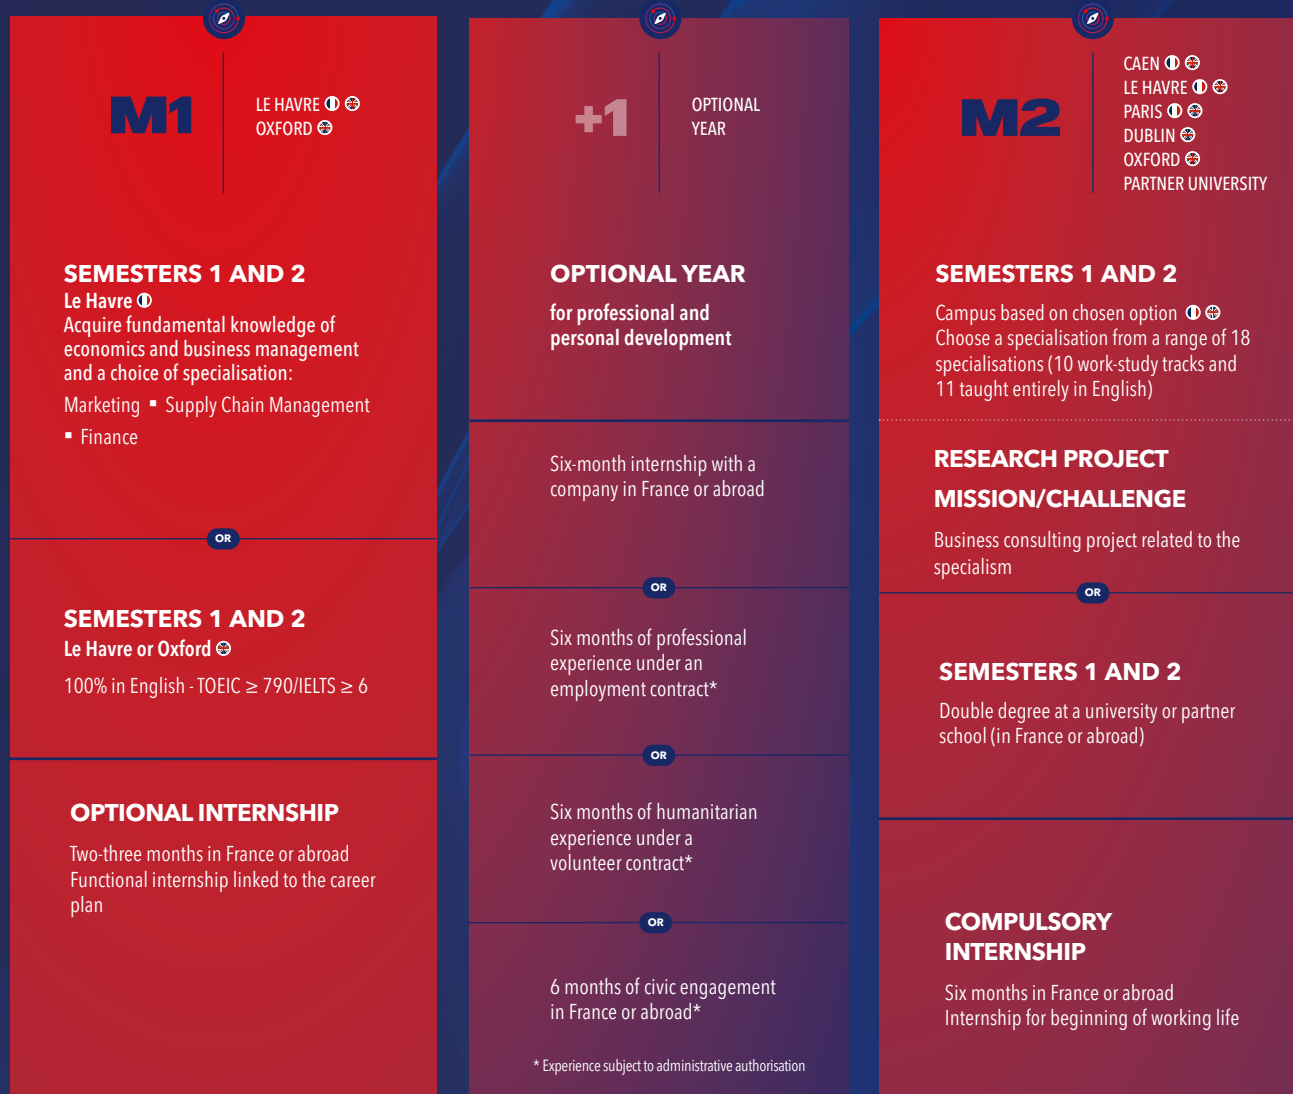 M1
LE HAVRE
OXFORD
SEMESTERS 1 AND 2
Le Havre
Acquire fundamental knowledge of
economics and business management
and a choice of specialisation:
Marketing ▪ Supply Chain Management
▪ Finance
OR
SEMESTERS 1 AND 2
Le Havre or Oxford
100% in English - TOEIC ≥ 790/IELTS ≥ 6
OPTIONAL INTERNSHIP
Two-three months in France or abroad
Functional internship linked to the career
plan
+1
OPTIONAL
YEAR
OPTIONAL YEAR
for professional and
personal development
Six-month internship with a
company in France or abroad
OR
Six months of professional
experience under an
employment contract*
OR
Six months of humanitarian
experience under a
volunteer contract*
OR
6 months of civic engagement
in France or abroad*
* Experience subject to administrative authorisation
M2
CAEN
LE HAVRE
PARIS
DUBLIN
OXFORD
PARTNER UNIVERSITY
SEMESTERS 1 AND 2
Campus based on chosen option
Choose a specialisation from a range of 18
specialisations (10 work-study tracks and
11 taught entirely in English)
RESEARCH PROJECT
MISSION/CHALLENGE
Business consulting project related to the
specialism
OR
SEMESTERS 1 AND 2
Double degree at a university or partner
school (in France or abroad)
COMPULSORY
INTERNSHIP
Six months in France or abroad
Internship for beginning of working life